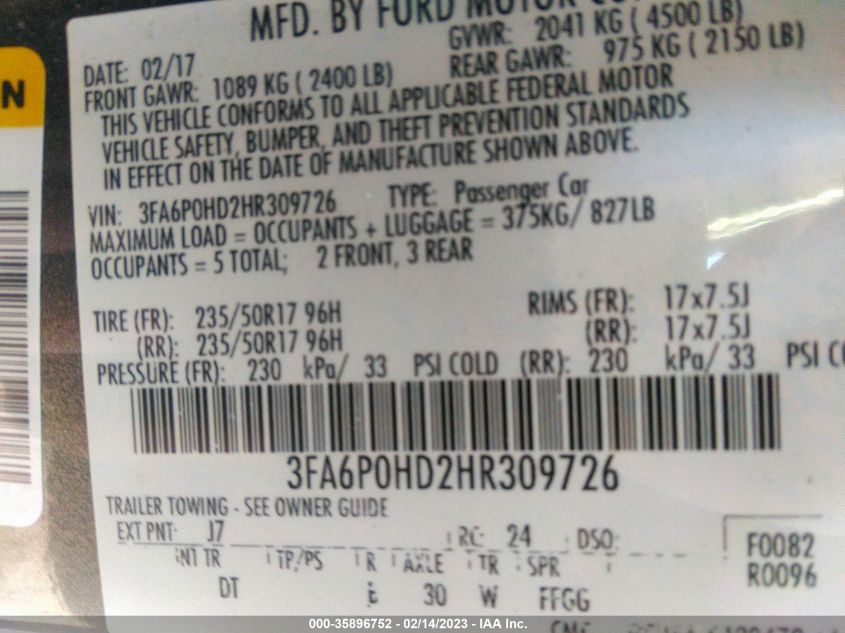 MFD. BY FORD MOTOR CO
DATE: 02/17 GVWR: 2041 KG ( 4500 LB)
FRONT GAWR: 1089 KG ( 2400 LB) REAR GAWR: 975 KG ( 2150 LB)
THIS VEHICLE CONFORMS TO ALL APPLICABLE FEDERAL MOTOR
VEHICLE SAFETY, BUMPER, AND THEFT PREVENTION STANDARDS
IN EFFECT ON THE DATE OF MANUFACTURE SHOWN ABOVE.
VIN: 3FA6P0HD2HR309726 TYPE: Passenger Car
MAXIMUM LOAD = OCCUPANTS + LUGGAGE = 375KG/ 827LB
OCCUPANTS = 5 TOTAL; 2 FRONT, 3 REAR
TIRE (FR): 235/50R17 96H RIMS (FR): 17x7.5J
(RR): 235/50R17 96H (RR): 17x7.5J
PRESSURE (FR): 230 kPa/ 33 PSI COLD (RR): 230 kPa/ 33 PSI CO
3FA6P0HD2HR309726
TRAILER TOWING - SEE OWNER GUIDE
EXT PNT: J7 RC: 24 DSO: F0082
INT TR TP/PS R AXLE TR SPR R0096
DT E 30 W FFGG
N
000-35896752 - 02/14/2023 - IAA Inc.